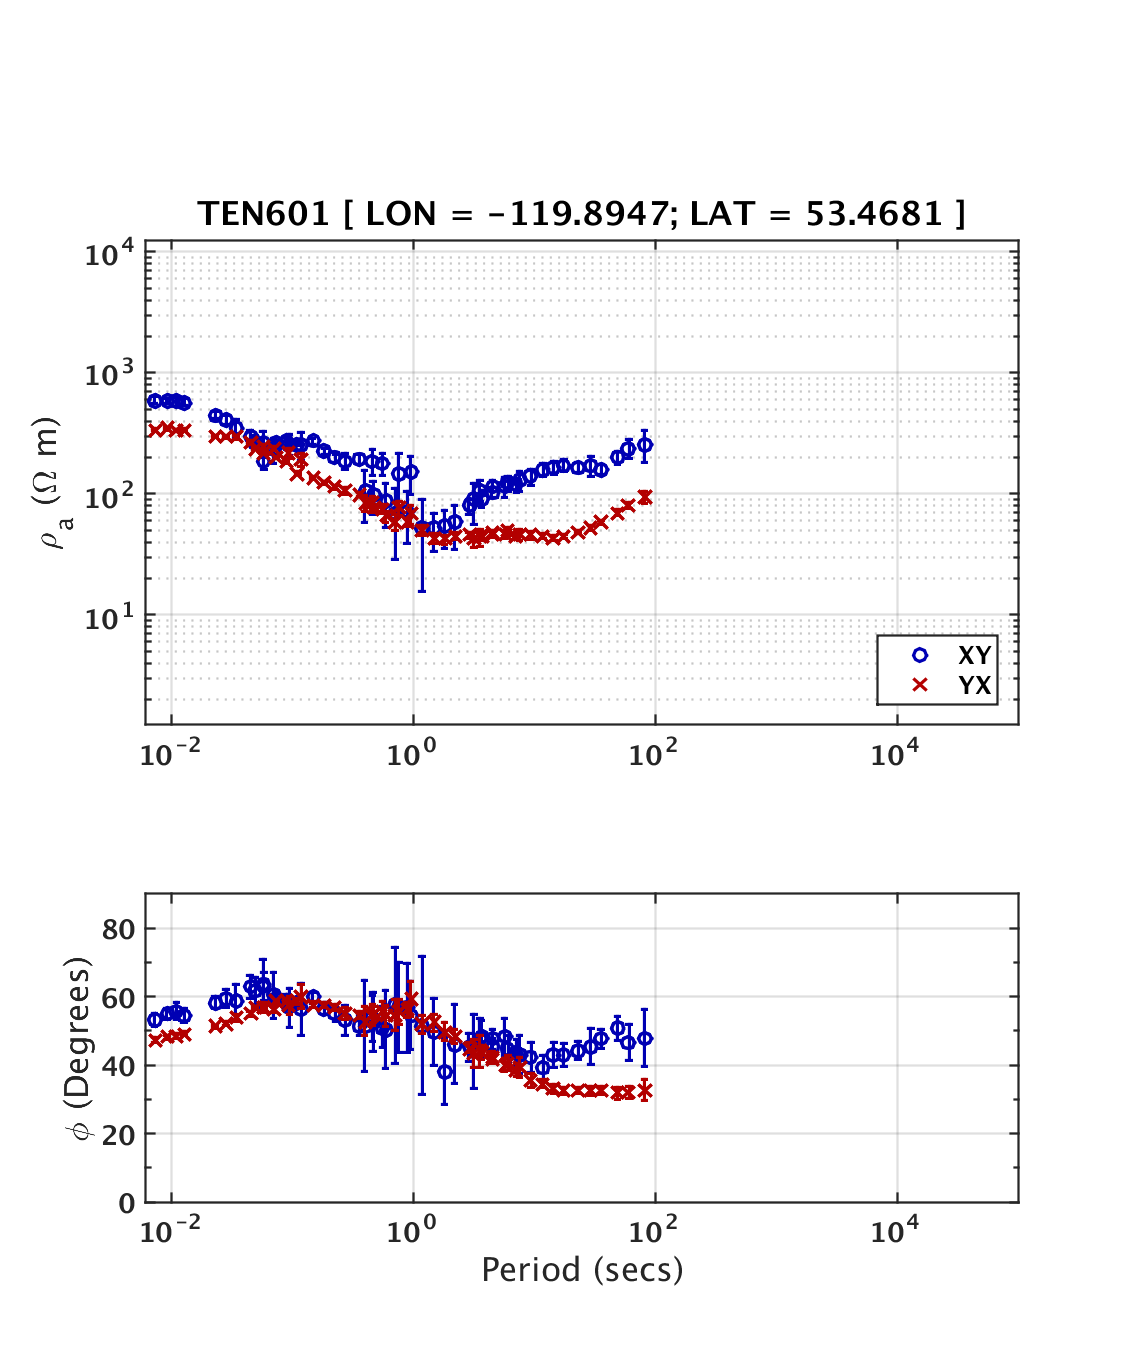 TEN601 [ LON = -119.8947; LAT = 53.4681 ]
10^4
10^3
10^2
10^1
ρ_a (Ω m)
XY
YX
10^-2 10^0 10^2 10^4
80
60
40
20
0
ϕ (Degrees)
10^-2 10^0 10^2 10^4
Period (secs)